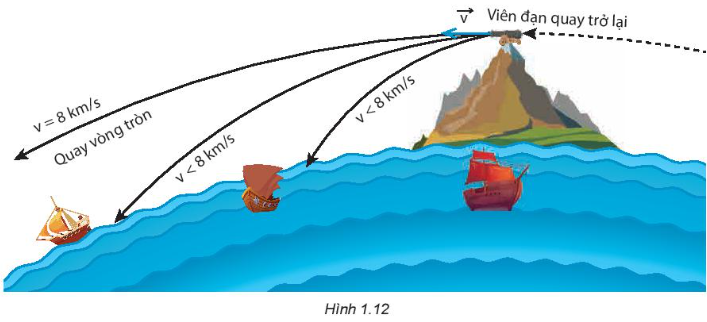 v
Viên đạn quay trở lại
v = 8 km/s
Quay vòng tròn
v < 8 km/s
v < 8 km/s
Hình 1.12